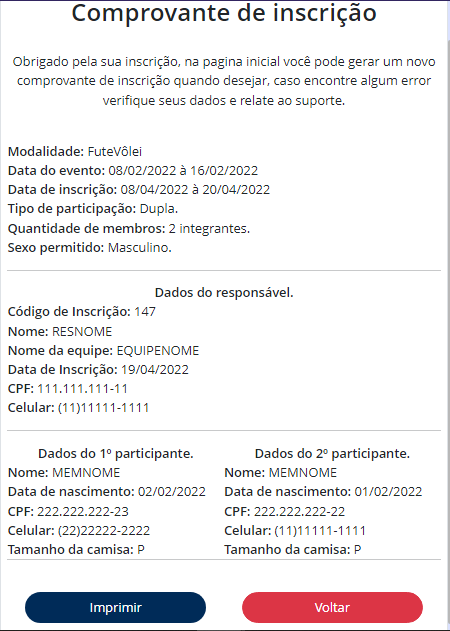 Comprovante de inscrição
Obrigado pela sua inscrição, na pagina inicial você pode gerar um novo
comprovante de inscrição quando desejar, caso encontre algum error
verifique seus dados e relate ao suporte.
Modalidade: FuteVôlei
Data do evento: 08/02/2022 à 16/02/2022
Data de inscrição: 08/04/2022 à 20/04/2022
Tipo de participação: Dupla.
Quantidade de membros: 2 integrantes.
Sexo permitido: Masculino.
Dados do responsável.
Código de Inscrição: 147
Nome: RESNOME
Nome da equipe: EQUIPENOME
Data de Inscrição: 19/04/2022
CPF: 111.111.111-11
Celular: (11)11111-1111
Dados do 1º participante.
Nome: MEMNOME
Data de nascimento: 02/02/2022
CPF: 222.222.222-23
Celular: (22)22222-2222
Tamanho da camisa: P
Dados do 2º participante.
Nome: MEMNOME
Data de nascimento: 01/02/2022
CPF: 222.222.222-22
Celular: (11)11111-1111
Tamanho da camisa: P
Imprimir
Voltar